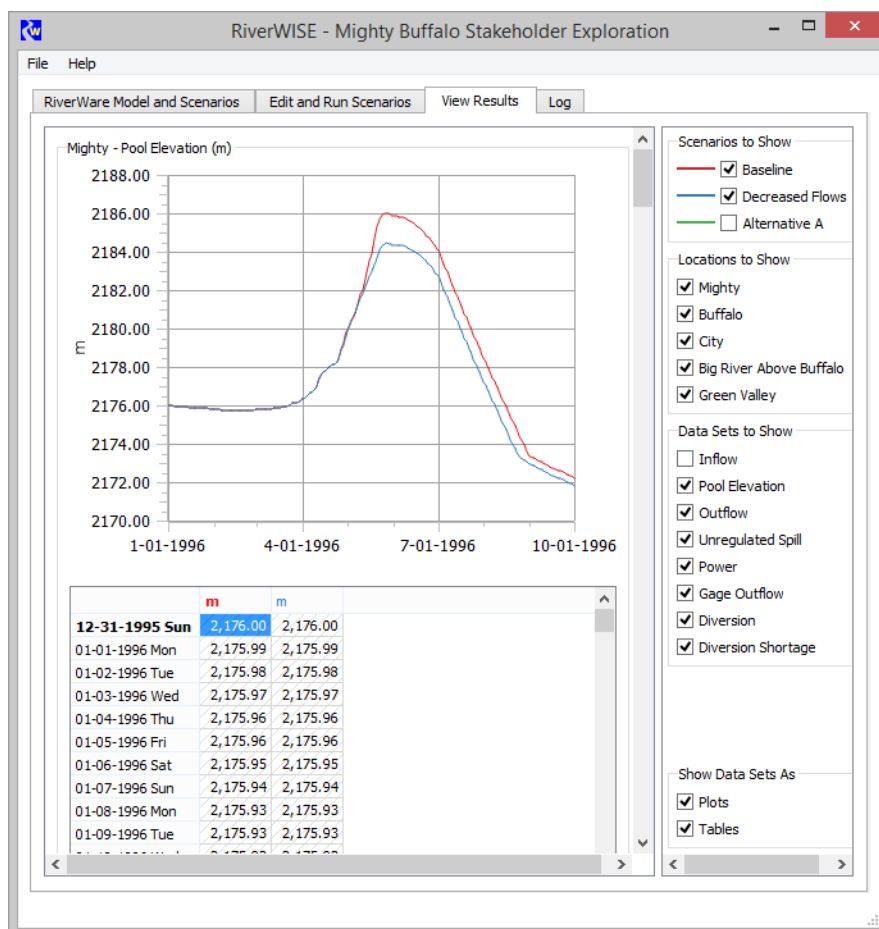 RiverWISE - Mighty Buffalo Stakeholder Exploration
File Help
RiverWare Model and Scenarios Edit and Run Scenarios View Results Log
Mighty - Pool Elevation (m)
2188.00
2186.00
2184.00
2182.00
2180.00
2178.00
2176.00
2174.00
2172.00
2170.00
m
1-01-1996 4-01-1996 7-01-1996 10-01-1996
m m
12-31-1995 Sun 2,176.00 2,176.00
01-01-1996 Mon 2,175.99 2,175.99
01-02-1996 Tue 2,175.98 2,175.98
01-03-1996 Wed 2,175.97 2,175.97
01-04-1996 Thu 2,175.96 2,175.96
01-05-1996 Fri 2,175.96 2,175.96
01-06-1996 Sat 2,175.95 2,175.95
01-07-1996 Sun 2,175.94 2,175.94
01-08-1996 Mon 2,175.93 2,175.93
01-09-1996 Tue 2,175.93 2,175.93
Scenarios to Show
Baseline
Decreased Flows
Alternative A
Locations to Show
Mighty
Buffalo
City
Big River Above Buffalo
Green Valley
Data Sets to Show
Inflow
Pool Elevation
Outflow
Unregulated Spill
Power
Gage Outflow
Diversion
Diversion Shortage
Show Data Sets As
Plots
Tables